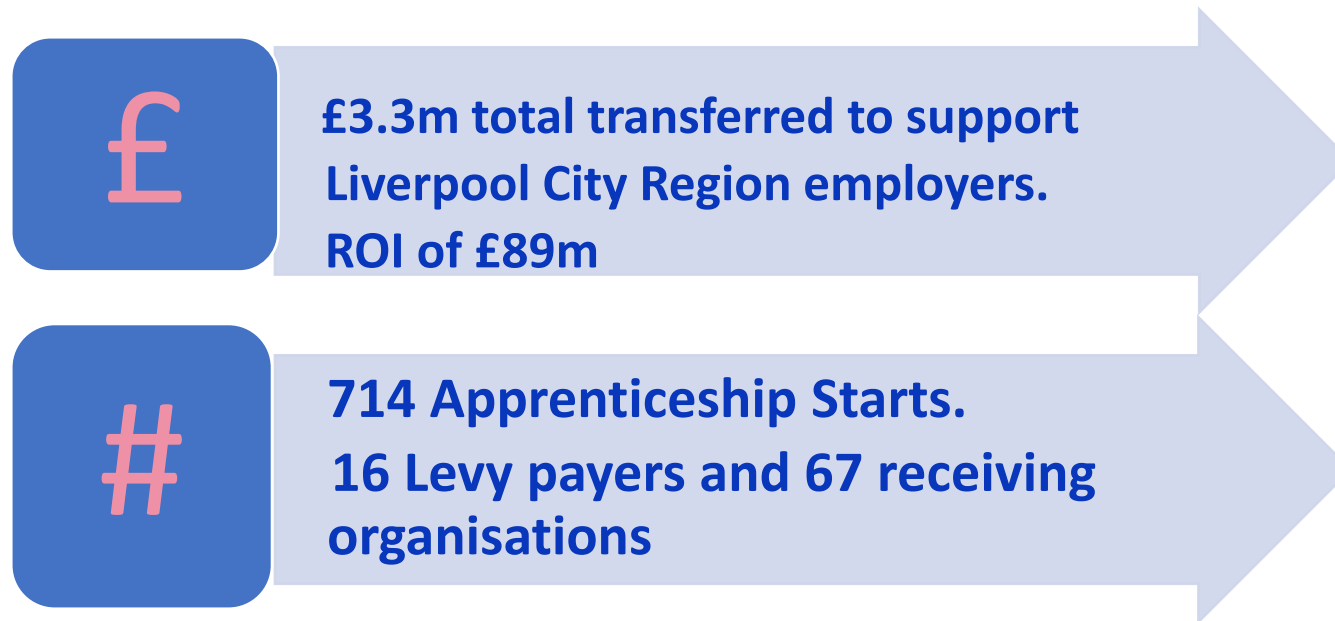 £
£3.3m total transferred to support
Liverpool City Region employers.
ROI of £89m
#
714 Apprenticeship Starts.
16 Levy payers and 67 receiving
organisations